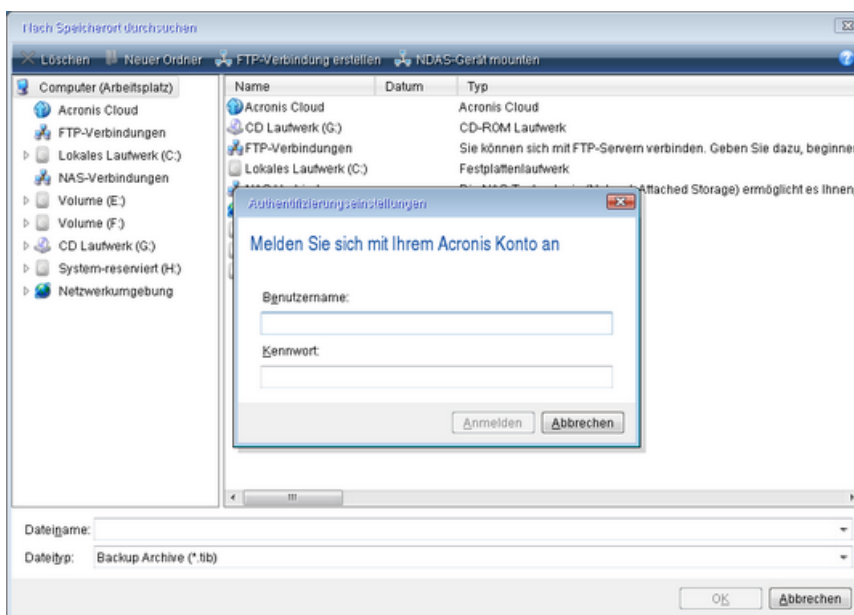 Nach Speicherort durchsuchen
Löschen Neuer Ordner FTP-Verbindung erstellen NDAS-Gerät mounten
Computer (Arbeitsplatz)
Acronis Cloud
FTP-Verbindungen
Lokales Laufwerk (C:)
NAS-Verbindungen
Volume (E:)
Volume (F:)
CD Laufwerk (G:)
System-reserviert (H:)
Netzwerkumgebung
Name Datum Typ
Acronis Cloud Acronis Cloud
CD Laufwerk (G:) CD-ROM Laufwerk
FTP-Verbindungen Sie können sich mit FTP-Servern verbinden. Geben Sie dazu, beginne
Lokales Laufwerk (C:) Festplattenlaufwerk
Attached Storage) ermöglicht es Ihnen,
Authentifizierungseinstellungen
Melden Sie sich mit Ihrem Acronis Konto an
Benutzername:
Kennwort:
Anmelden Abbrechen
Dateiname:
Dateityp: Backup Archive (*.tib)
OK Abbrechen